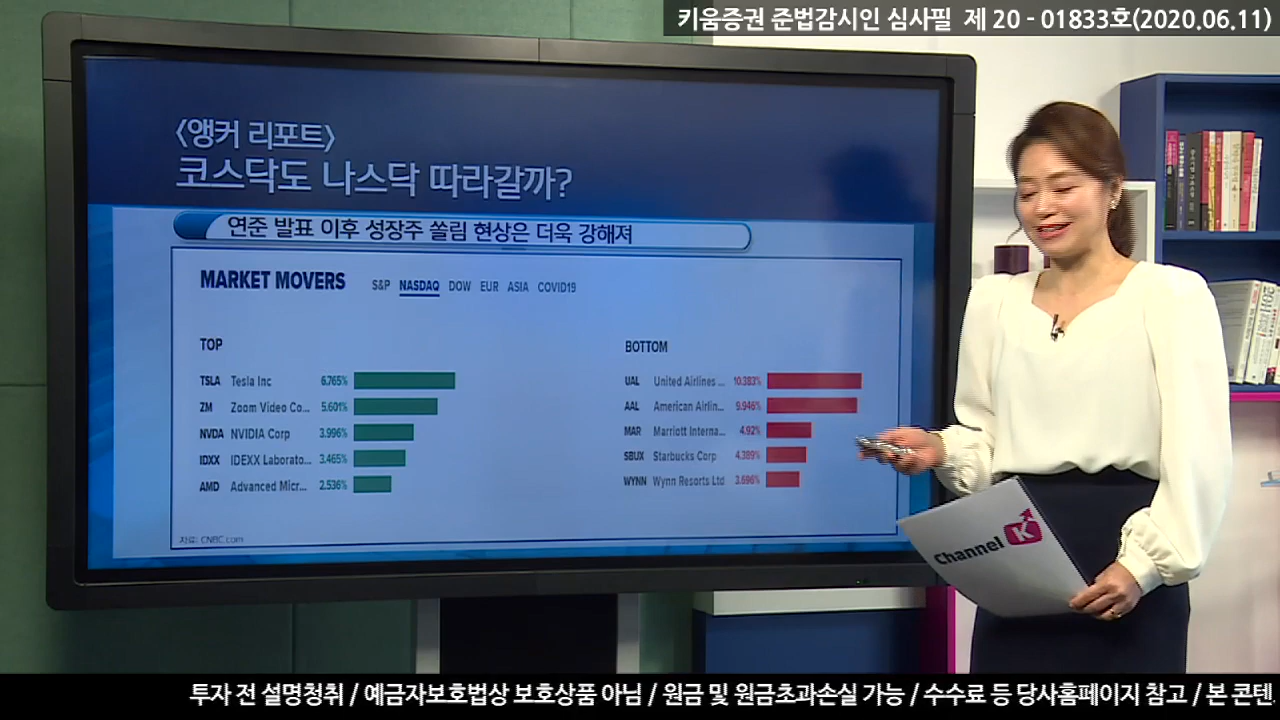 키움증권 준법감시인 심사필 제 20 - 01833호(2020.06.11)
<앵커 리포트>
코스닥도 나스닥 따라갈까?
연준 발표 이후 성장주 쏠림 현상은 더욱 강해져
MARKET MOVERS S&P NASDAQ DOW EUR ASIA COVID19
TOP
TSLA Tesla Inc 6.765%
ZM Zoom Video Co... 5.601%
NVDA NVIDIA Corp 3.996%
IDXX IDEXX Laborato... 3.465%
AMD Advanced Micr... 2.536%
BOTTOM
UAL United Airlines ... 10.383%
AAL American Airlin... 9.946%
MAR Marriott Interna... 4.92%
SBUX Starbucks Corp 4.389%
WYNN Wynn Resorts Ltd 3.696%
자료: CNBC.com
Channel K
투자 전 설명청취 / 예금자보호법상 보호상품 아님 / 원금 및 원금초과손실 가능 / 수수료 등 당사홈페이지 참고 / 본 콘텐